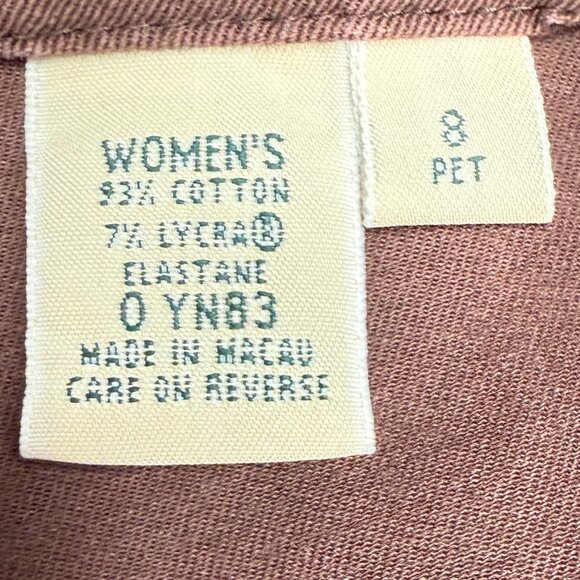 WOMEN'S
93% COTTON
7% LYCRA®
ELASTANE
0 YN83
MADE IN MACAU
CARE ON REVERSE
8
PET